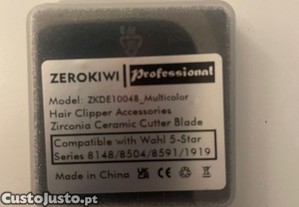 ZEROKIWI Professional
Model: ZKDE10048_Multicolor
Hair Clipper Accessories
Zirconia Ceramic Cutter Blade
Compatible with Wahl 5-Star
Series 8148/8504/8591/1919
Made in China
CustoJusto.pt